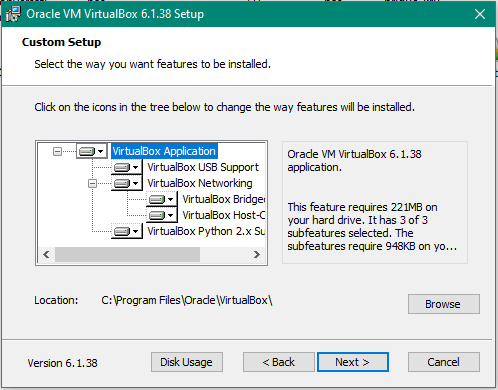 Oracle VM VirtualBox 6.1.38 Setup
Custom Setup
Select the way you want features to be installed.
Click on the icons in the tree below to change the way features will be installed.
VirtualBox Application
VirtualBox USB Support
VirtualBox Networking
VirtualBox Bridged
VirtualBox Host-O
VirtualBox Python 2.x Su
Oracle VM VirtualBox 6.1.38
application.
This feature requires 221MB on
your hard drive. It has 3 of 3
subfeatures selected. The
subfeatures require 948KB on yo...
Location:
C:\Program Files\Oracle\VirtualBox\
Browse
Version 6.1.38
Disk Usage
< Back
Next >
Cancel